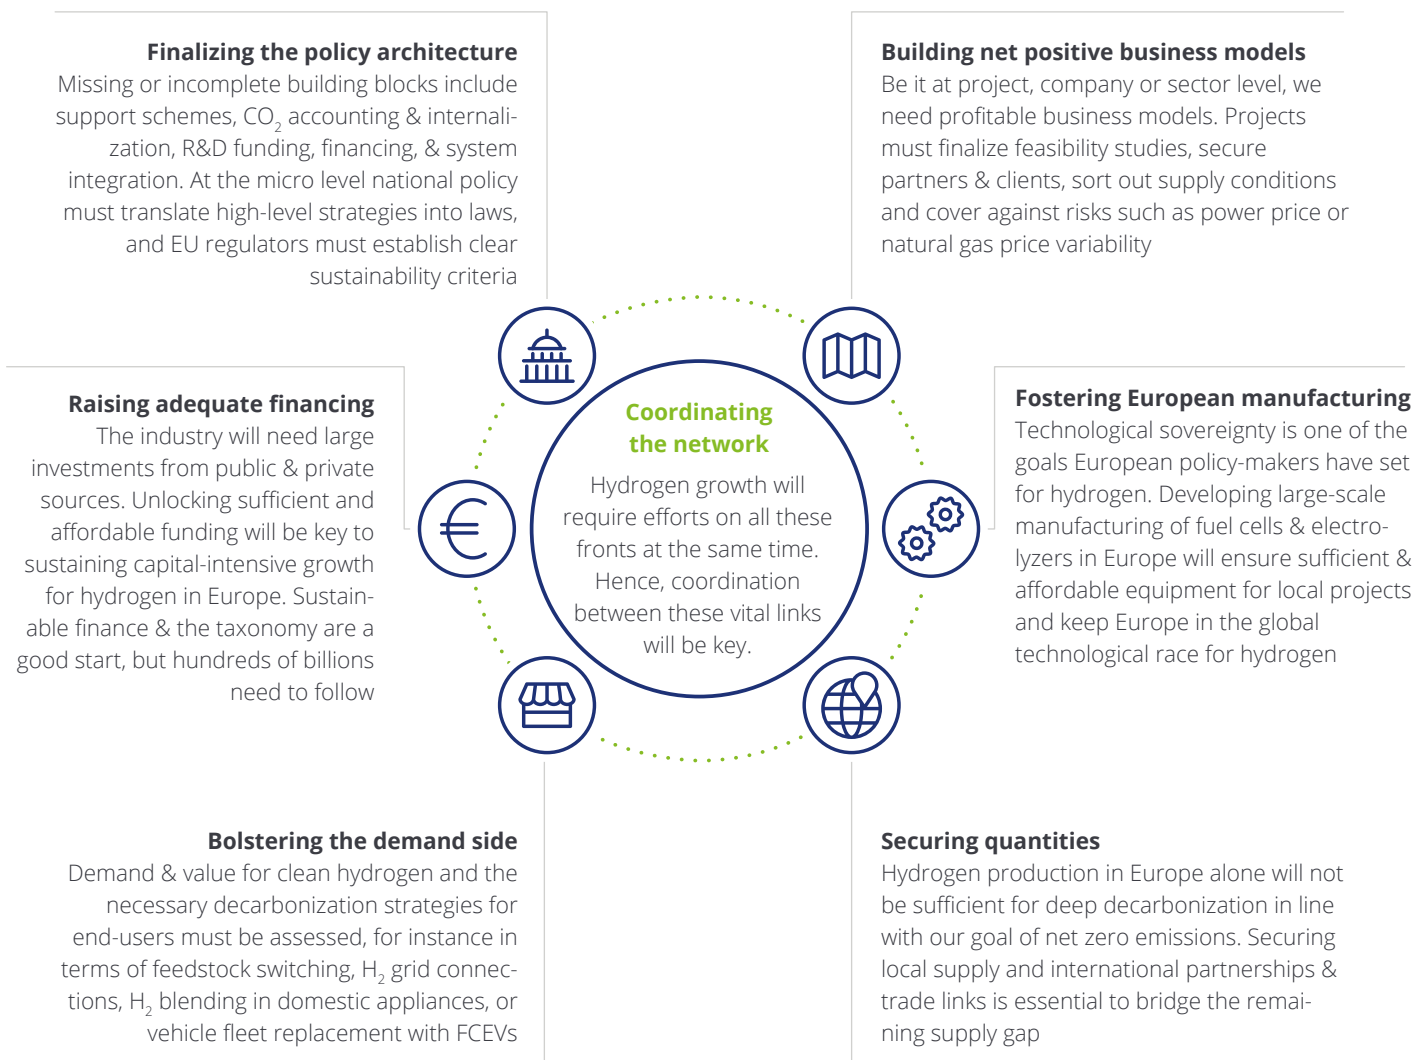 Finalizing the policy architecture
Missing or incomplete building blocks include
support schemes, CO₂ accounting & internali-
zation, R&D funding, financing, & system
integration. At the micro level national policy
must translate high-level strategies into laws,
and EU regulators must establish clear
sustainability criteria
Building net positive business models
Be it at project, company or sector level, we
need profitable business models. Projects
must finalize feasibility studies, secure
partners & clients, sort out supply conditions
and cover against risks such as power price or
natural gas price variability
Raising adequate financing
The industry will need large
investments from public & private
sources. Unlocking sufficient and
affordable funding will be key to
sustaining capital-intensive growth
for hydrogen in Europe. Sustain-
able finance & the taxonomy are a
good start, but hundreds of billions
need to follow
Coordinating
the network
Hydrogen growth will
require efforts on all these
fronts at the same time.
Hence, coordination
between these vital links
will be key.
Fostering European manufacturing
Technological sovereignty is one of the
goals European policy-makers have set
for hydrogen. Developing large-scale
manufacturing of fuel cells & electro-
lyzers in Europe will ensure sufficient &
affordable equipment for local projects
and keep Europe in the global
technological race for hydrogen
Bolstering the demand side
Demand & value for clean hydrogen and the
necessary decarbonization strategies for
end-users must be assessed, for instance in
terms of feedstock switching, H₂ grid connec-
tions, H₂ blending in domestic appliances, or
vehicle fleet replacement with FCEVs
Securing quantities
Hydrogen production in Europe alone will not
be sufficient for deep decarbonization in line
with our goal of net zero emissions. Securing
local supply and international partnerships &
trade links is essential to bridge the remai-
ning supply gap